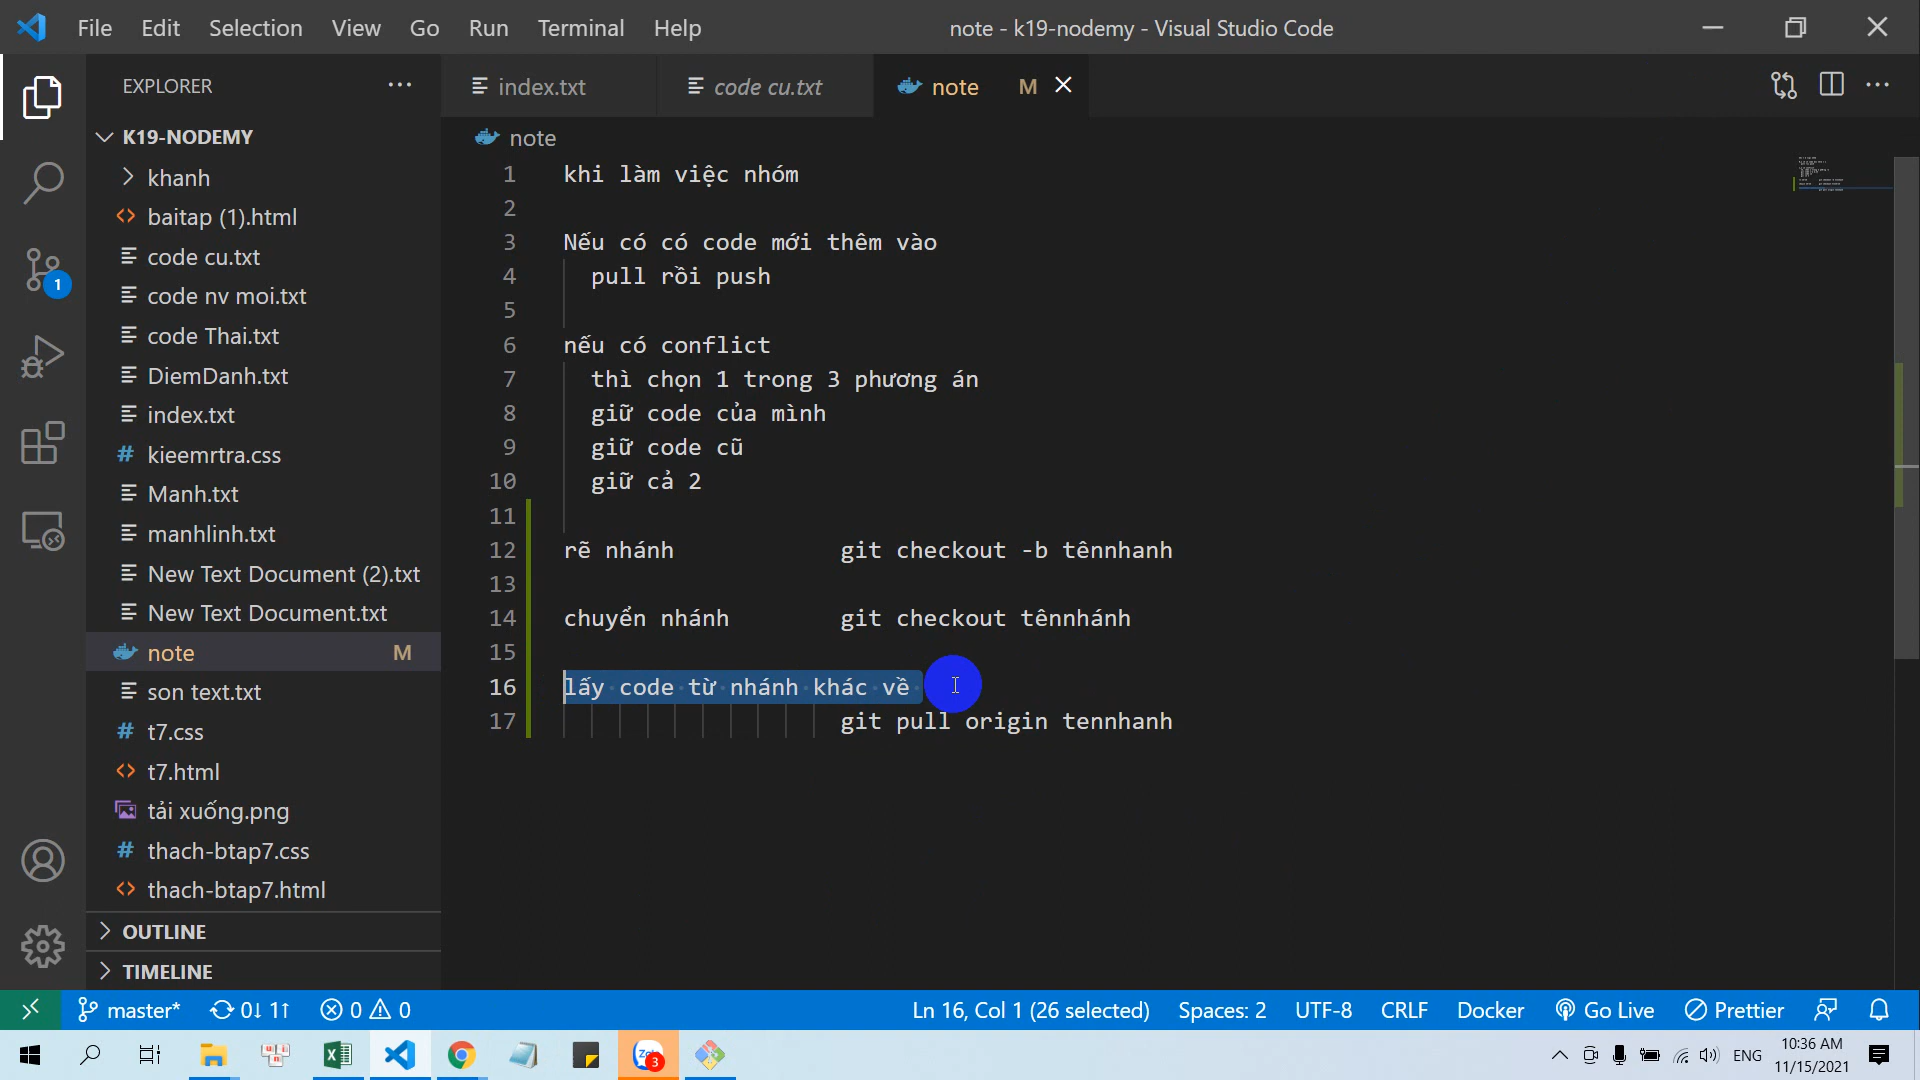 File Edit Selection View Go Run Terminal Help
note - k19-nodemy - Visual Studio Code
EXPLORER
index.txt
code cu.txt
note M
K19-NODEMY
khanh
baitap (1).html
code cu.txt
code nv moi.txt
code Thai.txt
DiemDanh.txt
index.txt
kieemrtra.css
Manh.txt
manhlinh.txt
New Text Document (2).txt
New Text Document.txt
note M
son text.txt
t7.css
t7.html
tải xuống.png
thach-btap7.css
thach-btap7.html
OUTLINE
TIMELINE
1
note
1 khi làm việc nhóm
2
3 Nếu có có code mới thêm vào
4 pull rồi push
5
6 nếu có conflict
7 thì chọn 1 trong 3 phương án
8 giữ code của mình
9 giữ code cũ
10 giữ cả 2
11
12 rẽ nhánh git checkout -b tênnhanh
13
14 chuyển nhánh git checkout tênnhánh
15
16 lấy code từ nhánh khác về
17 git pull origin tennhanh
master* 0↓ 1↑ 0 0
Ln 16, Col 1 (26 selected) Spaces: 2 UTF-8 CRLF Docker Go Live Prettier
3
ENG
10:36 AM
11/15/2021